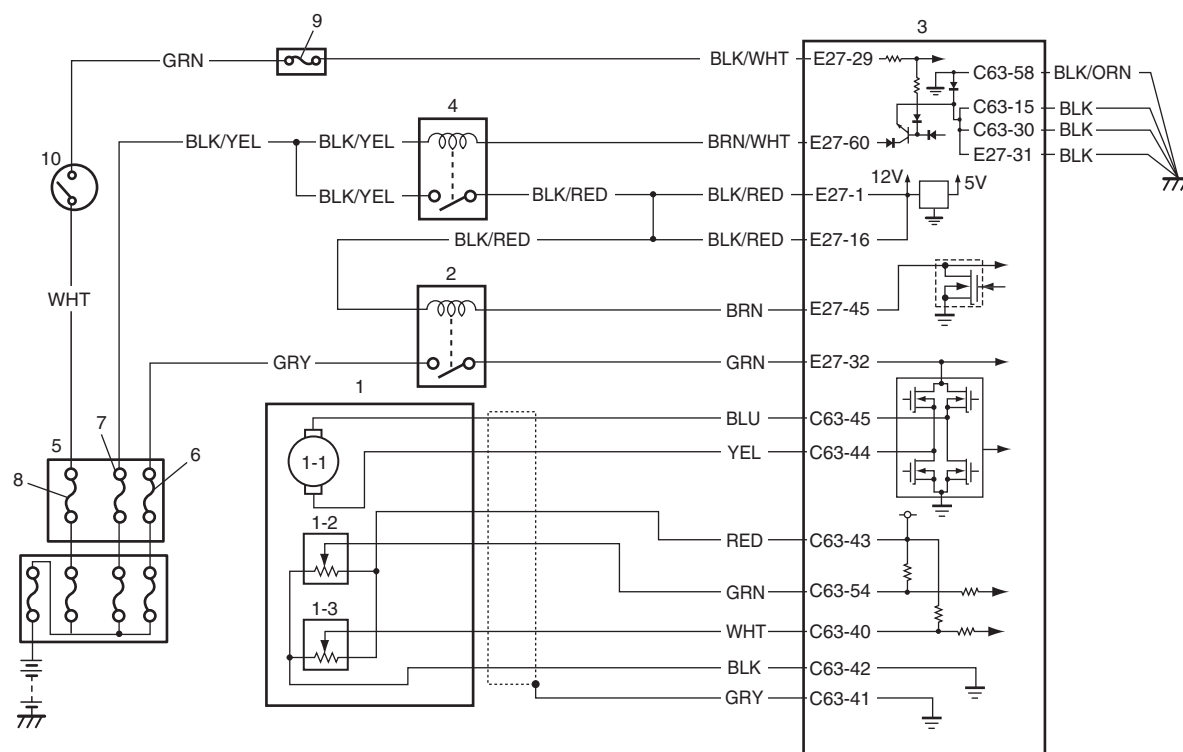 9
3
GRN
BLK/WHT
E27-29
C63-58
BLK/ORN
4
C63-15
BLK
BLK/YEL
BLK/YEL
BRN/WHT
E27-60
C63-30
BLK
10
E27-31
BLK
12V
5V
BLK/YEL
BLK/RED
BLK/RED
E27-1
BLK/RED
BLK/RED
E27-16
2
WHT
BRN
E27-45
GRY
GRN
E27-32
1
BLU
C63-45
5
7
6
8
1-1
YEL
C63-44
1-2
RED
C63-43
GRN
C63-54
1-3
WHT
C63-40
BLK
C63-42
GRY
C63-41